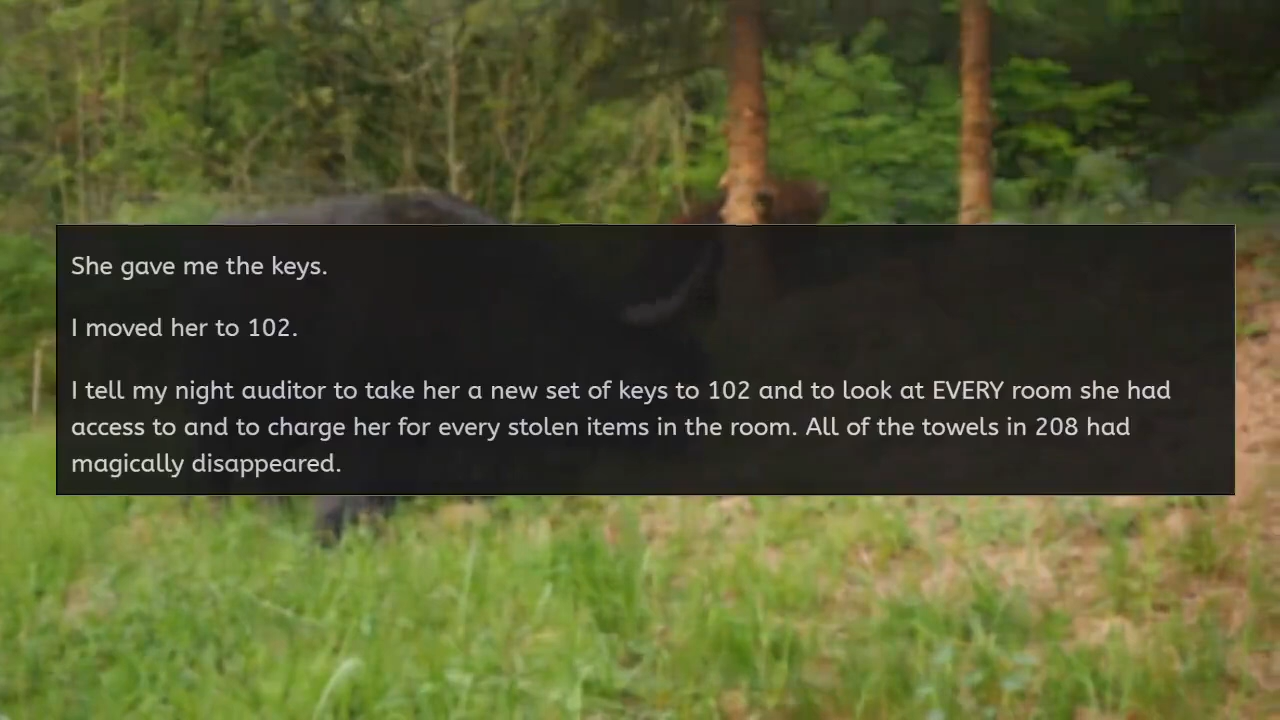 She gave me the keys.
I moved her to 102.
I tell my night auditor to take her a new set of keys to 102 and to look at EVERY room she had
access to and to charge her for every stolen items in the room. All of the towels in 208 had
magically disappeared.